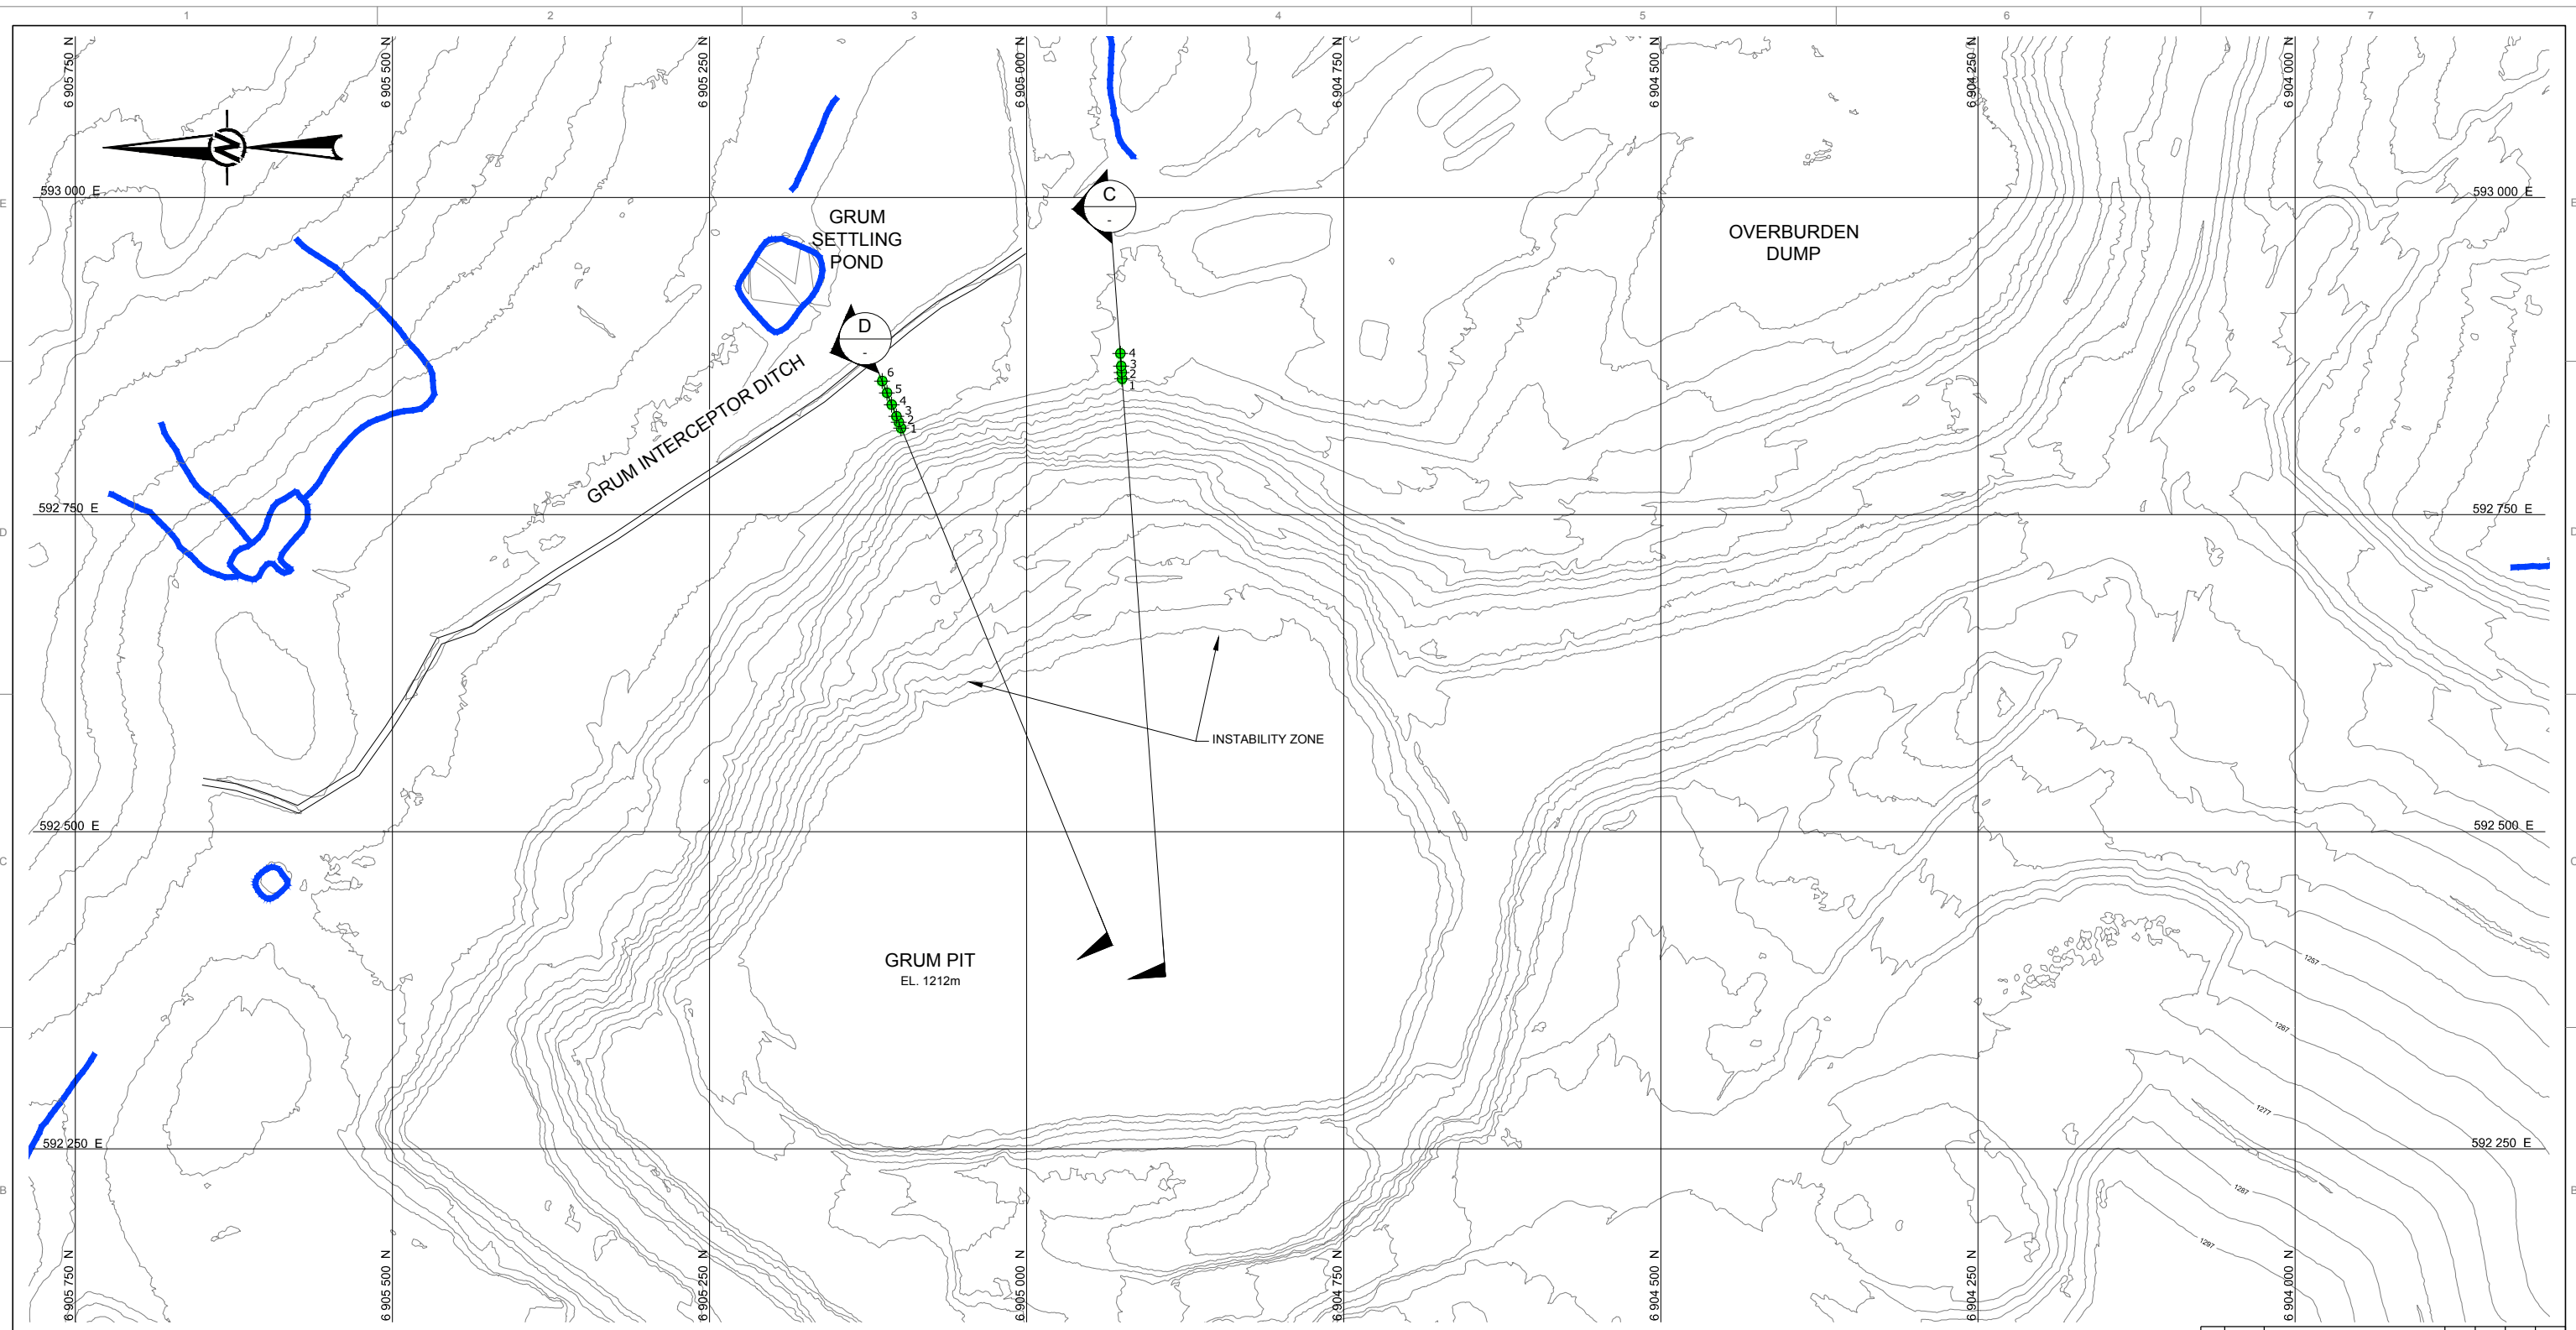 1 2 3 4 5 6 7
6 905 750 N 6 905 500 N 6 905 250 N 6 905 000 N 6 904 750 N 6 904 500 N 6 904 250 N 6 904 000 N
N
593 000 E 593 000 E
E E
C
-
GRUM
SETTLING
POND
OVERBURDEN
DUMP
D
-
4
3
2
1
6
5
4
3
2
1
GRUM INTERCEPTOR DITCH
592 750 E 592 750 E
D D
INSTABILITY ZONE
592 500 E 592 500 E
C C
GRUM PIT
EL. 1212m
1257
1267
1277
592 250 E 592 250 E
B B
1287
1297
6 905 750 N 6 905 500 N 6 905 250 N 6 905 000 N 6 904 750 N 6 904 500 N 6 904 250 N 6 904 000 N